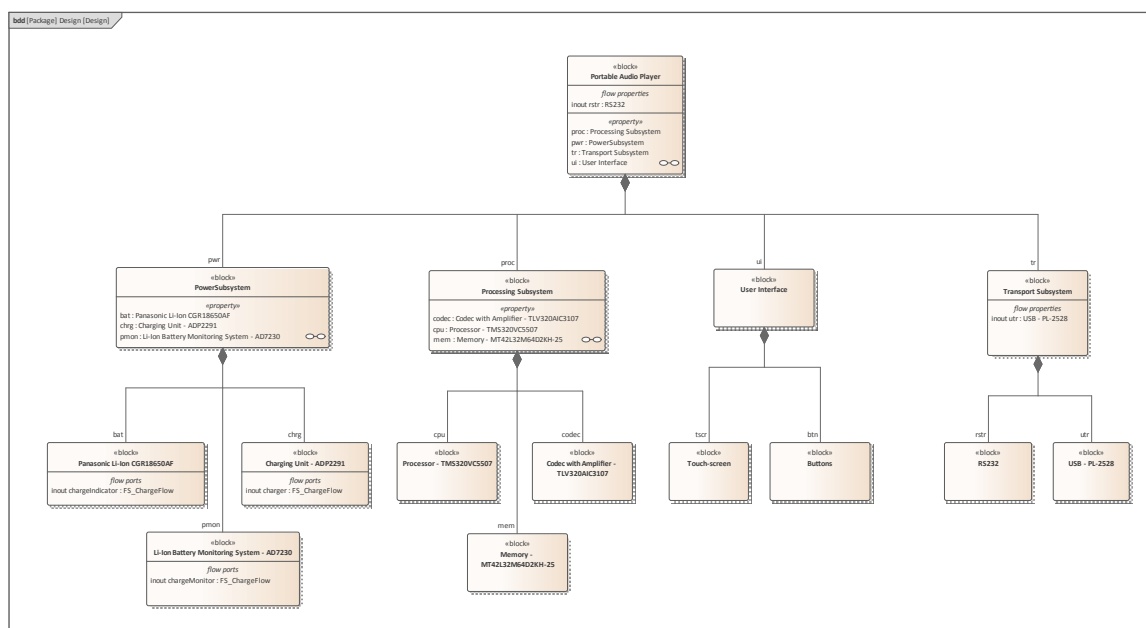 bdd [Package] Design [Design]
«block»
Portable Audio Player
flow properties
inout rstr : RS232
«property»
proc : Processing Subsystem
pwr : PowerSubsystem
tr : Transport Subsystem
ui : User Interface
pwr
proc
ui
tr
«block»
PowerSubsystem
«property»
bat : Panasonic Li-Ion CGR18650AF
chrg : Charging Unit - ADP2291
pmon : Li-Ion Battery Monitoring System - AD7230
«block»
Processing Subsystem
«property»
codec : Codec with Amplifier - TLV320AIC3107
cpu : Processor - TMS320VC5507
mem : Memory - MT42L32M64D2KH-25
«block»
User Interface
«block»
Transport Subsystem
flow properties
inout utr : USB - PL-2528
bat
chrg
cpu
codec
tscr
btn
rstr
utr
«block»
Panasonic Li-Ion CGR18650AF
flow ports
inout chargeIndicator : FS_ChargeFlow
«block»
Charging Unit - ADP2291
flow ports
inout charger : FS_ChargeFlow
«block»
Processor - TMS320VC5507
«block»
Codec with Amplifier -
TLV320AIC3107
«block»
Touch-screen
«block»
Buttons
«block»
RS232
«block»
USB - PL-2528
pmon
mem
«block»
Li-Ion Battery Monitoring System - AD7230
flow ports
inout chargeMonitor : FS_ChargeFlow
«block»
Memory -
MT42L32M64D2KH-25